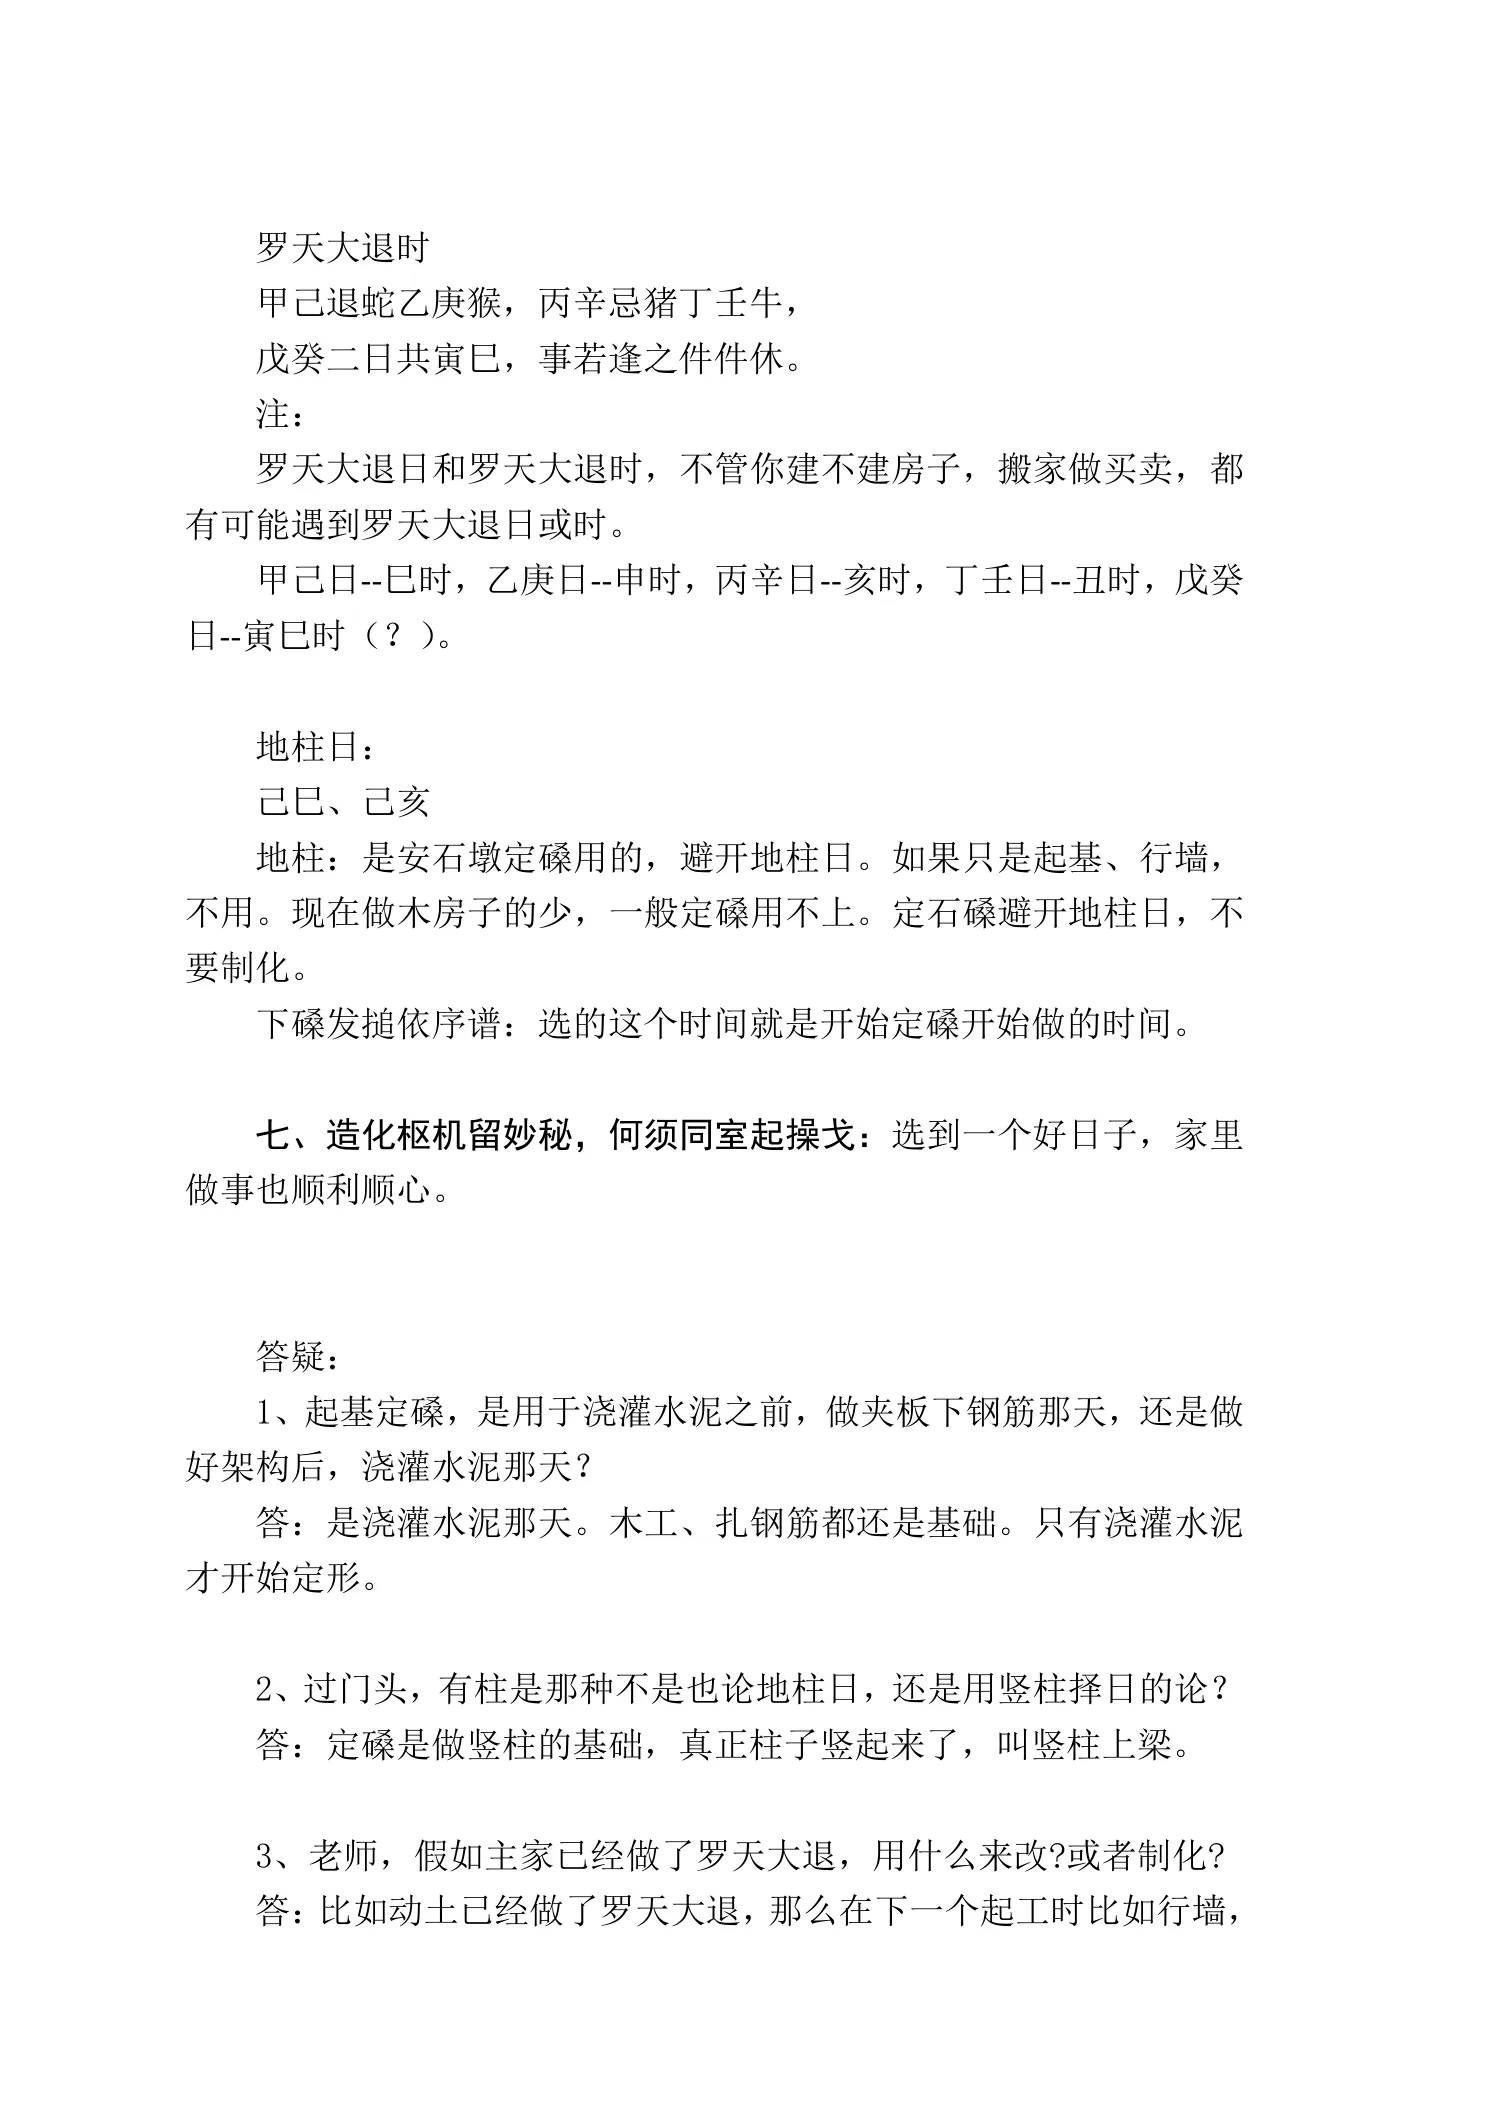 罗天大退时
甲己退蛇乙庚猴，丙辛忌猪丁壬牛，
戊癸二日共寅巳，事若逢之件件休。
注：
罗天大退日和罗天大退时，不管你建不建房子，搬家做买卖，都
有可能遇到罗天大退日或时。
甲己日--巳时，乙庚日--申时，丙辛日--亥时，丁壬日--丑时，戊癸
日--寅巳时（？）。
地柱日：
己巳、己亥
地柱：是安石墩定磉用的，避开地柱日。如果只是起基、行墙，
不用。现在做木房子的少，一般定磉用不上。定石磉避开地柱日，不
要制化。
下磉发搥依序谱：选的这个时间就是开始定磉开始做的时间。
七、造化枢机留妙秘，何须同室起操戈：选到一个好日子，家里
做事也顺利顺心。
答疑：
1、起基定磉，是用于浇灌水泥之前，做夹板下钢筋那天，还是做
好架构后，浇灌水泥那天？
答：是浇灌水泥那天。木工、扎钢筋都还是基础。只有浇灌水泥
才开始定形。
2、过门头，有柱是那种不是也论地柱日，还是用竖柱择日的论？
答：定磉是做竖柱的基础，真正柱子竖起来了，叫竖柱上梁。
3、老师，假如主家已经做了罗天大退，用什么来改?或者制化?
答：比如动土已经做了罗天大退，那么在下一个起工时比如行墙，